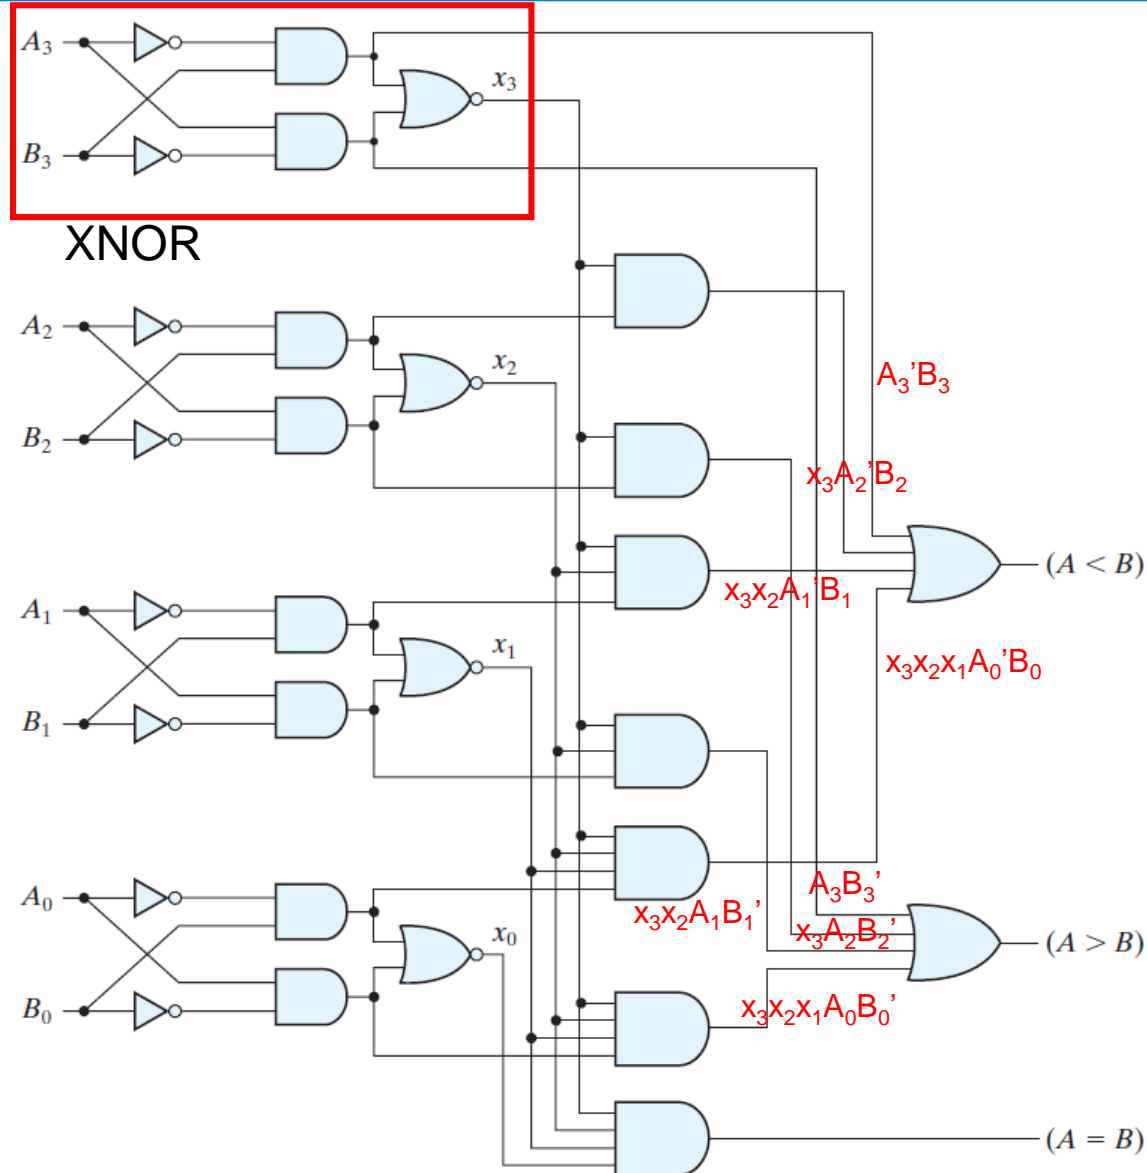 A₃
x₃
B₃
XNOR
A₂
x₂
A₃’B₃
B₂
x₃A₂’B₂
(A < B)
x₃x₂A₁’B₁
A₁
x₁
x₃x₂x₁A₀’B₀
B₁
A₃B₃’
A₀
x₃x₂A₁B₁’
x₃A₂B₂’
x₀
(A > B)
B₀
x₃x₂x₁A₀B₀’
(A = B)